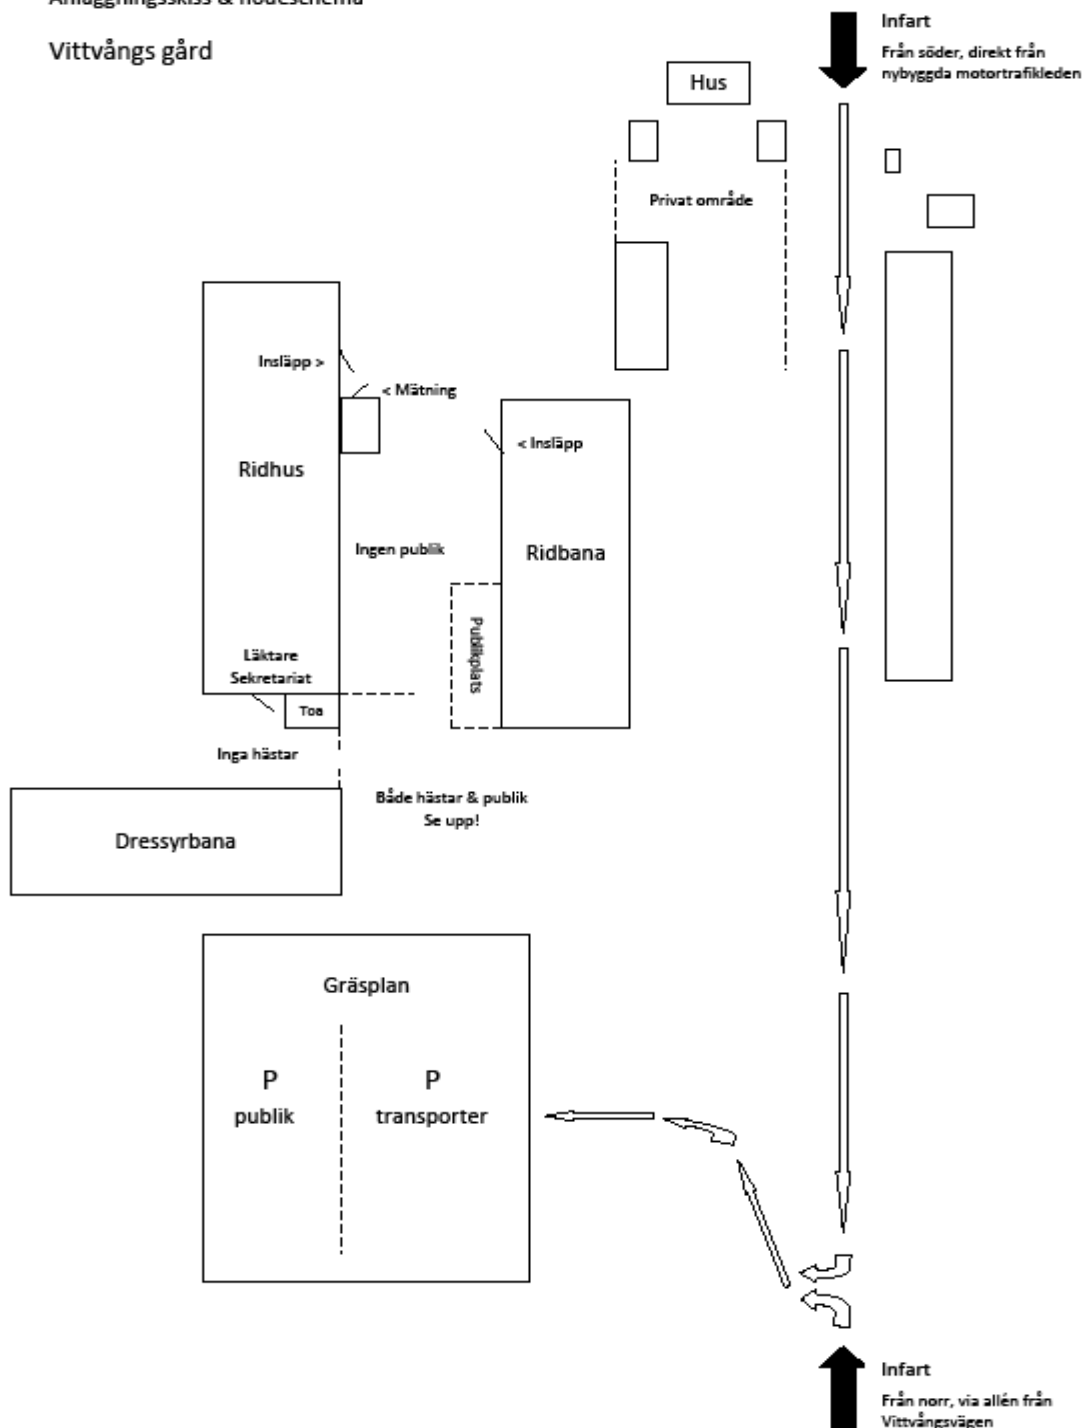 Anläggningsskiss & flödesschema
Vittvångs gård
Infart
Från söder, direkt från
nybyggda motortrafikleden
Hus
Privat område
Insläpp >
< Mätning
< Insläpp
Ridhus
Ingen publik
Ridbana
Publikplats
Läktare
Sekretariat
Toa
Inga hästar
Både hästar & publik
Se upp!
Dressyrbana
Gräsplan
P
publik
P
transporter
Infart
Från norr, via allén från
Vittvångsvägen